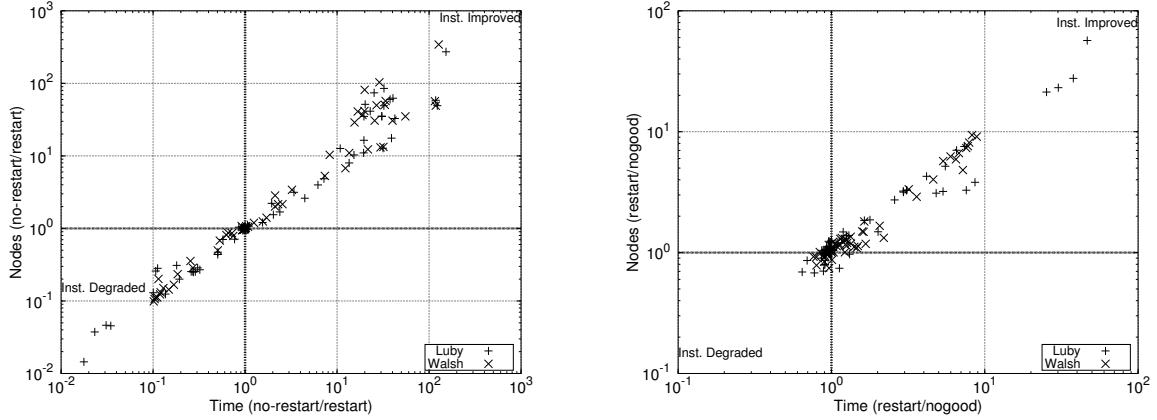 10^3
Inst. Improved
10^2
10^1
10^0
10^-1
10^-2
Nodes (no-restart/restart)
Inst. Degraded
Luby
Walsh
10^-2 10^-1 10^0 10^1 10^2 10^3
Time (no-restart/restart)
10^2
Inst. Improved
10^1
10^0
10^-1
Nodes (restart/nogood)
Inst. Degraded
Luby
Walsh
10^-1 10^0 10^1 10^2
Time (restart/nogood)